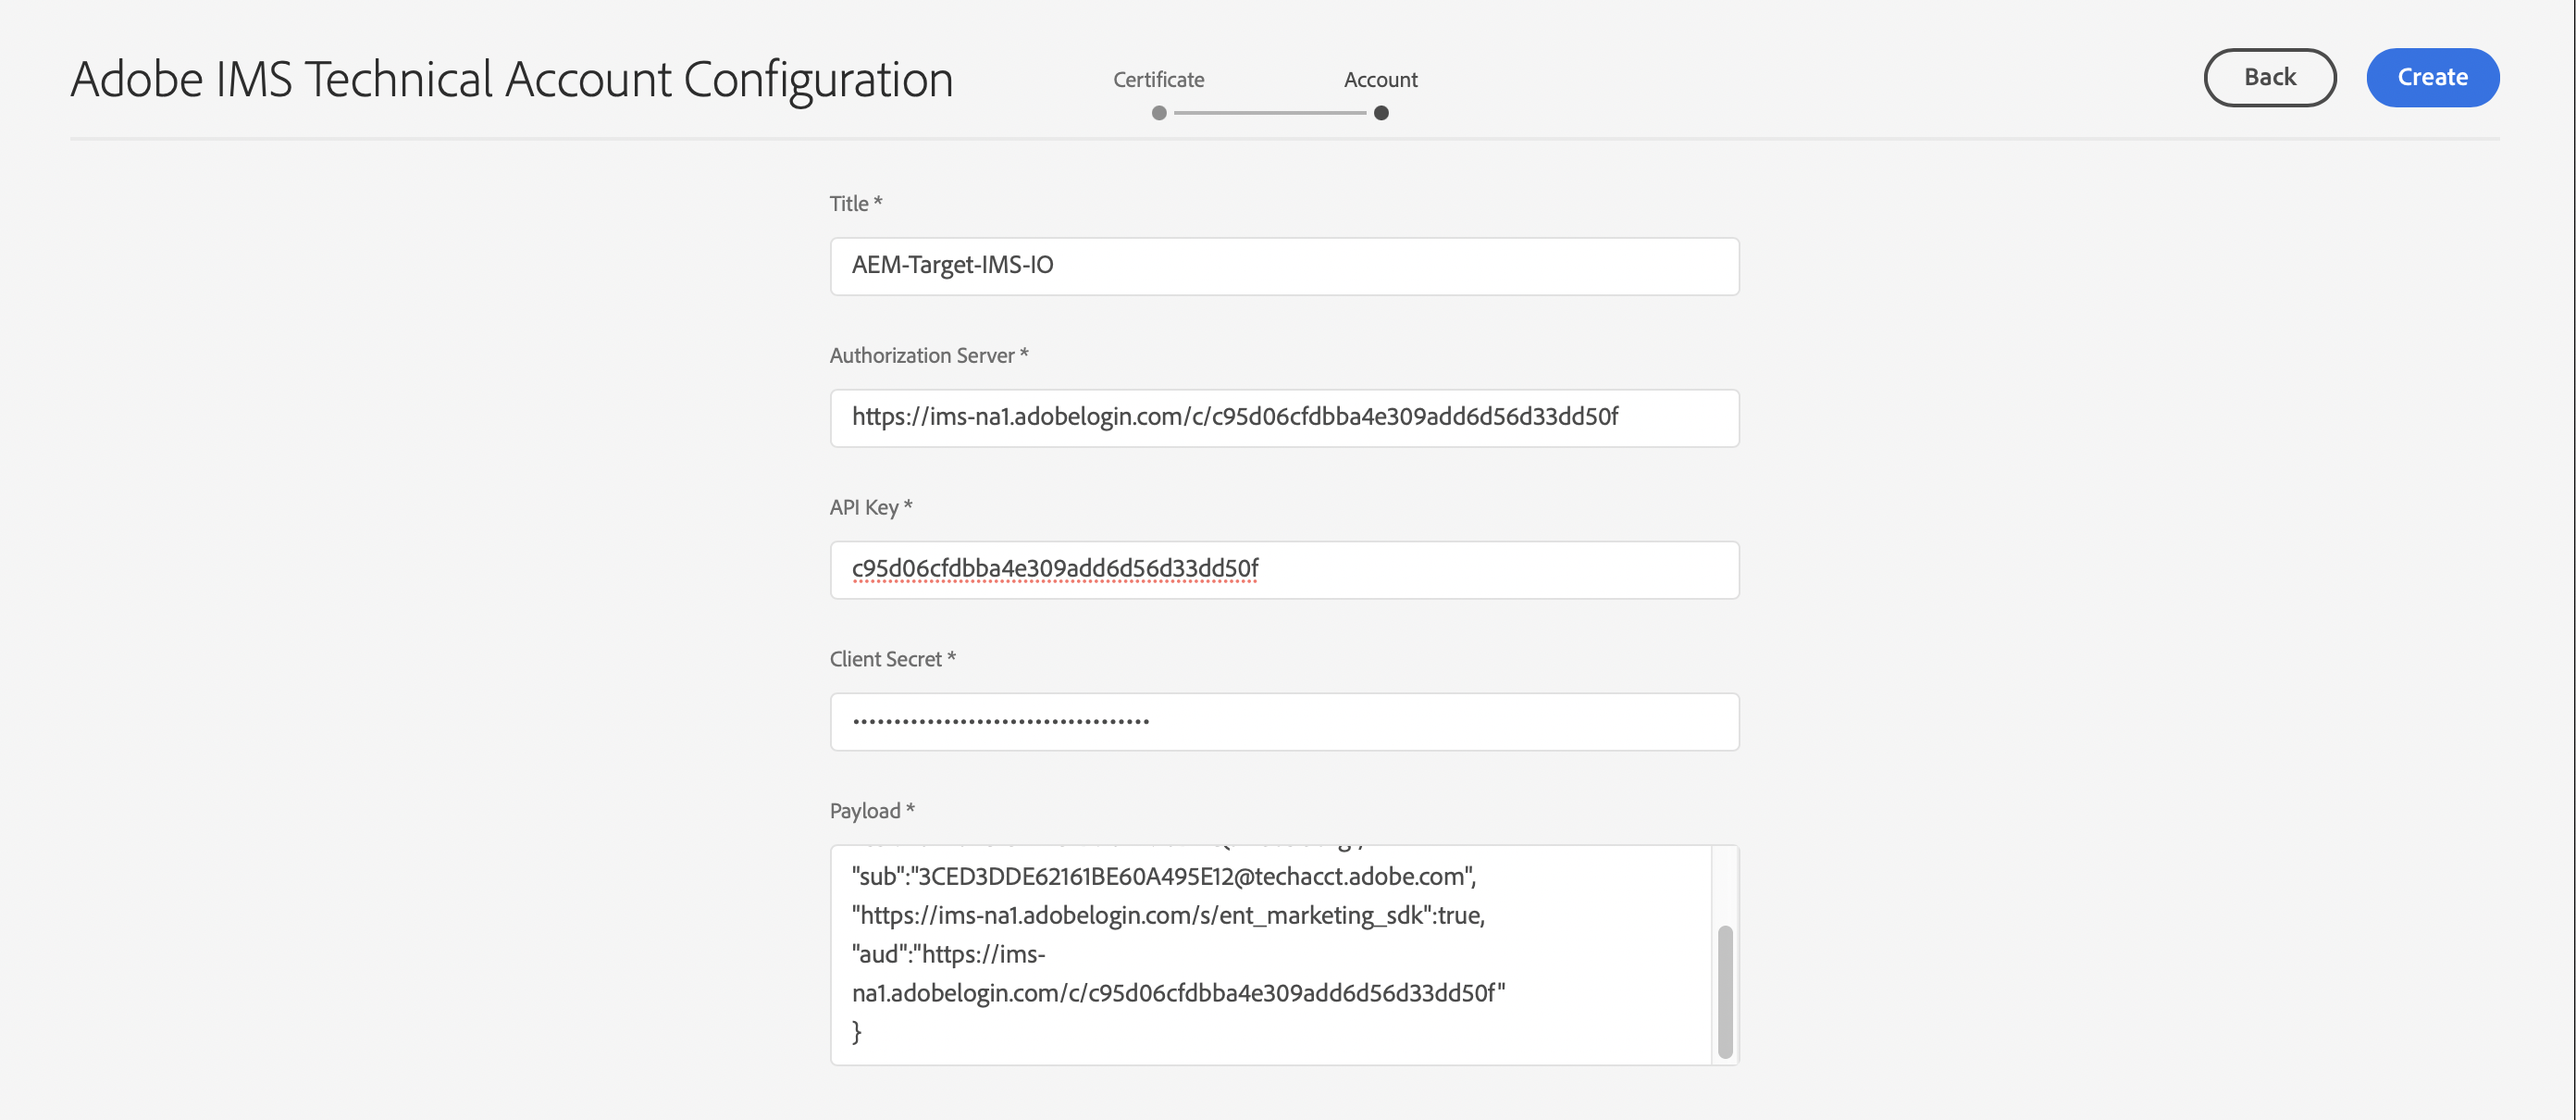 Adobe IMS Technical Account Configuration
Certificate
Account
Back
Create
Title *
AEM-Target-IMS-IO
Authorization Server *
https://ims-na1.adobelogin.com/c/c95d06cfdbba4e309add6d56d33dd50f
API Key *
c95d06cfdbba4e309add6d56d33dd50f
Client Secret *
Payload *
"sub":"3CED3DDE62161BE60A495E12@techacct.adobe.com",
"https://ims-na1.adobelogin.com/s/ent_marketing_sdk":true,
"aud":"https://ims-
na1.adobelogin.com/c/c95d06cfdbba4e309add6d56d33dd50f"
}